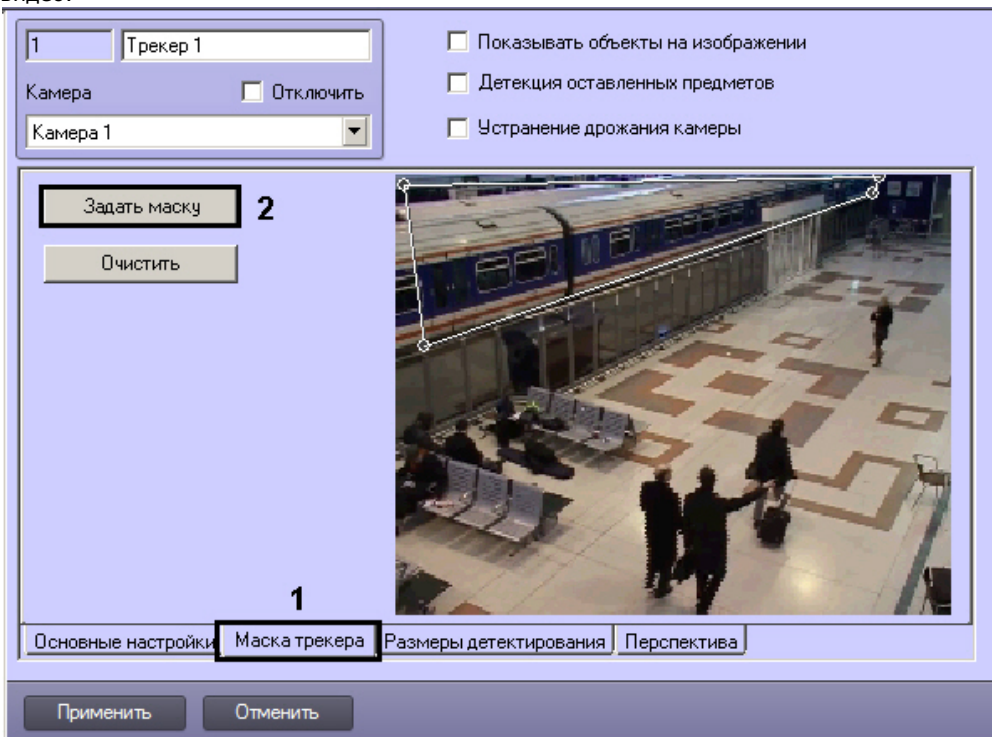 видео.
1 Трекер 1
Показывать объекты на изображении
Камера
Отключить
Детекция оставленных предметов
Камера 1
Устранение дрожания камеры
Задать маску 2
Очистить
1
Основные настройки Маска трекера Размеры детектирования Перспектива
Применить Отменить